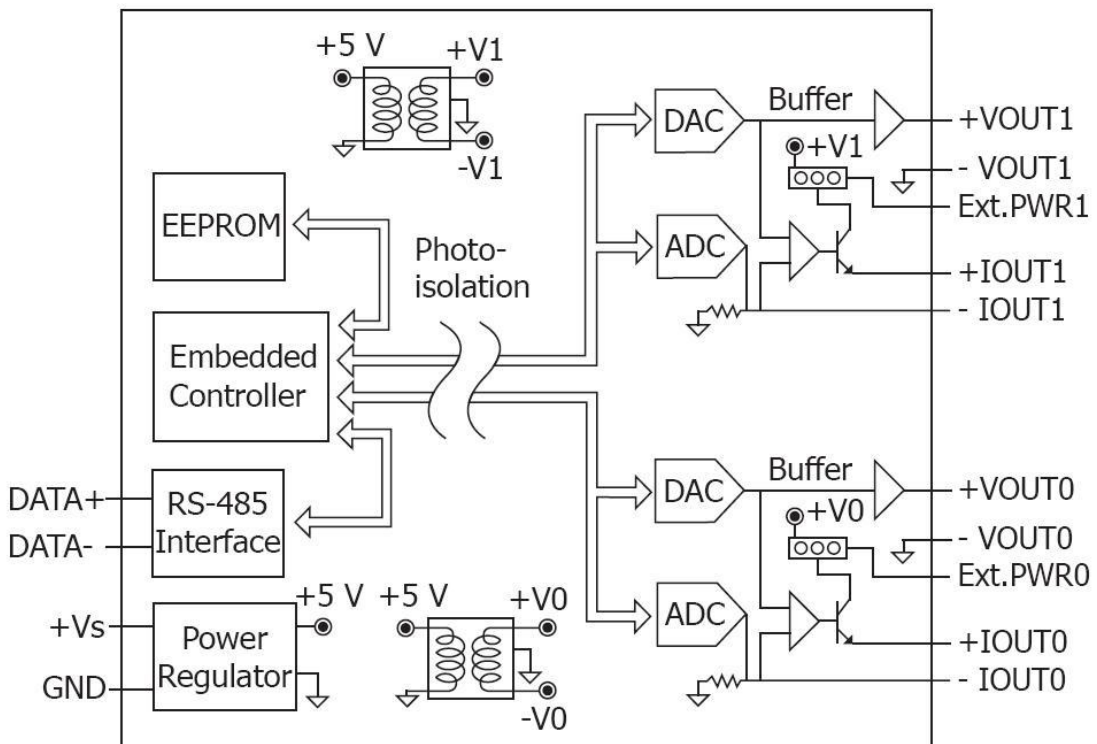 +5 V
+V1
-V1
DAC
Buffer
+VOUT1
+V1
- VOUT1
Ext.PWR1
EEPROM
Photo-
isolation
ADC
+IOUT1
- IOUT1
Embedded
Controller
DATA+
DATA-
RS-485
Interface
DAC
Buffer
+VOUT0
+V0
- VOUT0
Ext.PWR0
+Vs
GND
Power
Regulator
+5 V
+5 V
+V0
-V0
ADC
+IOUT0
- IOUT0